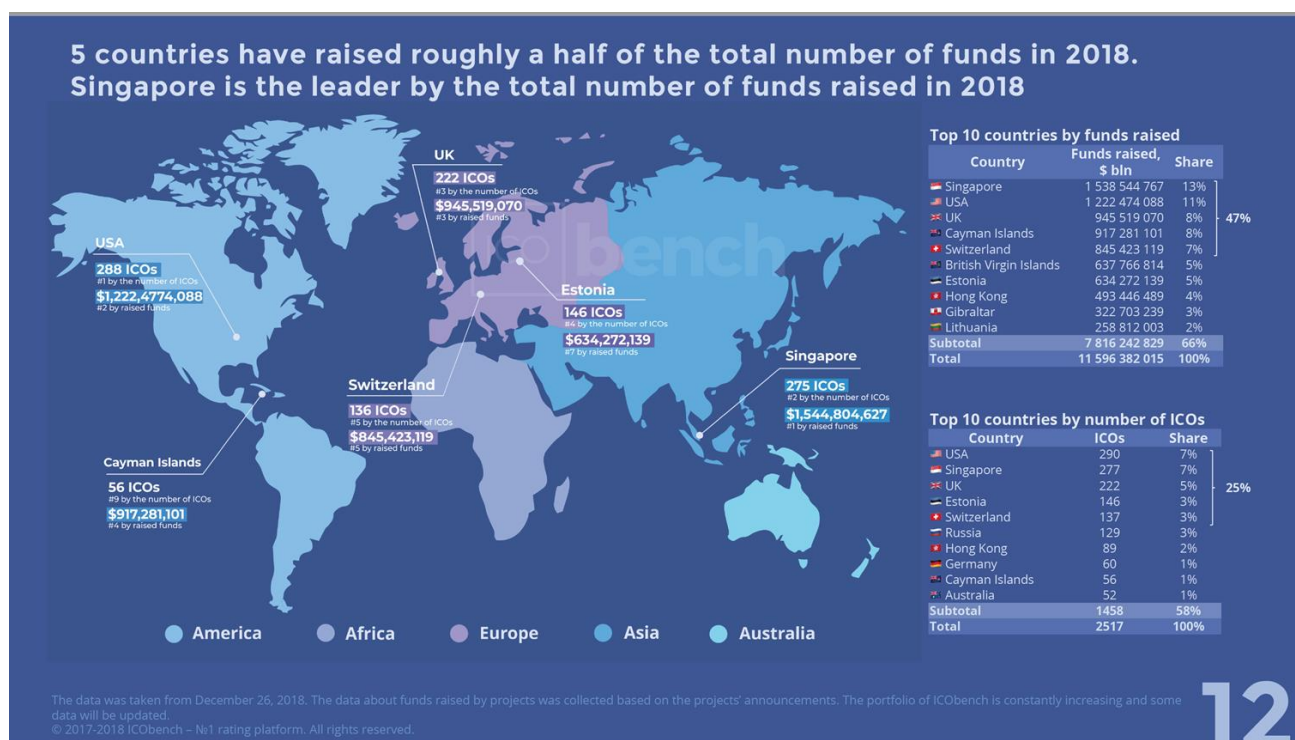 5 countries have raised roughly a half of the total number of funds in 2018.
Singapore is the leader by the total number of funds raised in 2018
UK
222 ICOs
#3 by the number of ICOs
$945,519,070
#3 by raised funds
USA
288 ICOs
#1 by the number of ICOs
$1,222,4774,088
#2 by raised funds
ICO bench
Estonia
146 ICOs
#4 by the number of ICOs
$634,272,139
#7 by raised funds
Singapore
275 ICOs
#2 by the number of ICOs
$1,544,804,627
#1 by raised funds
Switzerland
136 ICOs
#5 by the number of ICOs
$845,423,119
#5 by raised funds
Cayman Islands
56 ICOs
#9 by the number of ICOs
$917,281,101
#4 by raised funds
America Africa Europe Asia Australia
Top 10 countries by funds raised
Country Funds raised, $ bln Share
Singapore 1 538 544 767 13%
USA 1 222 474 088 11%
UK 945 519 070 8%
47%
Cayman Islands 917 281 101 8%
Switzerland 845 423 119 7%
British Virgin Islands 637 766 814 5%
Estonia 634 272 139 5%
Hong Kong 493 446 489 4%
Gibraltar 322 703 239 3%
Lithuania 258 812 003 2%
Subtotal 7 816 242 829 66%
Total 11 596 382 015 100%
Top 10 countries by number of ICOs
Country ICOs Share
USA 290 7%
Singapore 277 7%
UK 222 5%
25%
Estonia 146 3%
Switzerland 137 3%
Russia 129 3%
Hong Kong 89 2%
Germany 60 1%
Cayman Islands 56 1%
Australia 52 1%
Subtotal 1458 58%
Total 2517 100%
The data was taken from December 26, 2018. The data about funds raised by projects was collected based on the projects' announcements. The portfolio of ICObench is constantly increasing and some
data will be updated.
© 2017-2018 ICObench – №1 rating platform. All rights reserved.
12